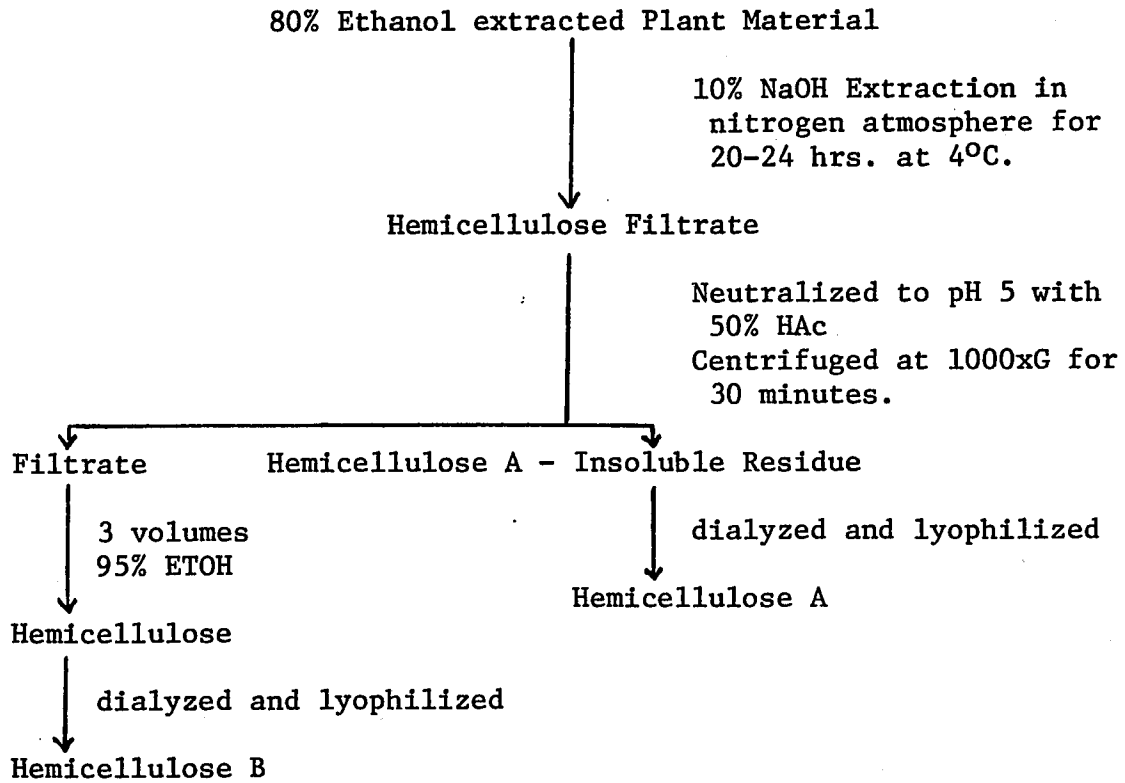 80% Ethanol extracted Plant Material
10% NaOH Extraction in
nitrogen atmosphere for
20-24 hrs. at 4°C.
Hemicellulose Filtrate
Neutralized to pH 5 with
50% HAc
Centrifuged at 1000xG for
30 minutes.
Filtrate
Hemicellulose A - Insoluble Residue
3 volumes
95% ETOH
dialyzed and lyophilized
Hemicellulose A
Hemicellulose
dialyzed and lyophilized
Hemicellulose B